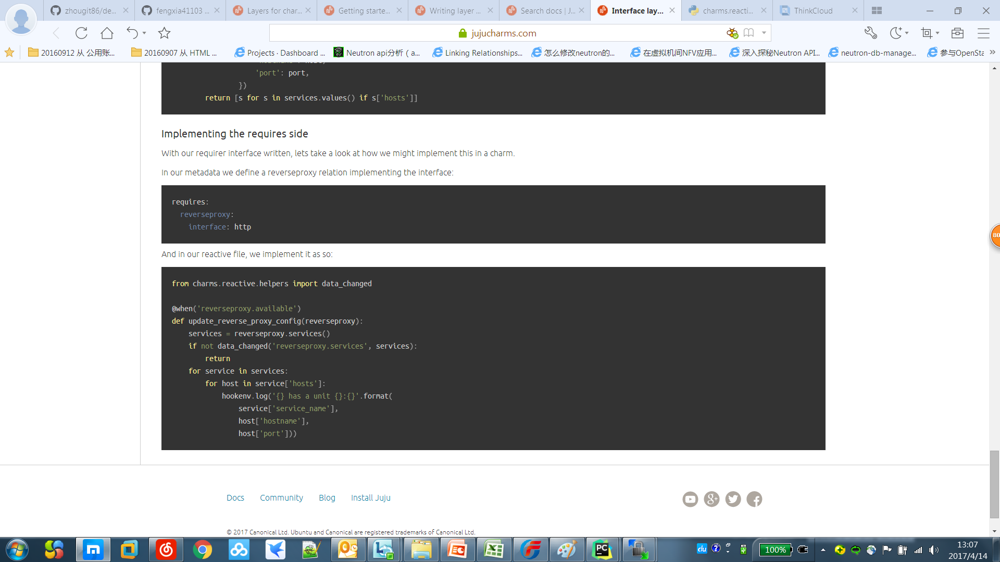 zhougit86/de...
fengxia41103 ...
Layers for char...
Getting starte...
Writing layer ...
Search docs | J...
Interface lay...
charms.reacti...
ThinkCloud
jujucharms.com
20160912 从 公用账...
20160907 从 HTML ...
Projects · Dashboard ...
Neutron api分析（a...
Linking Relationships...
怎么修改neutron的...
在虚拟机间NFV应用...
深入探秘Neutron API...
neutron-db-manage...
参与OpenSta
'port': port,
})
return [s for s in services.values() if s['hosts']]
Implementing the requires side
With our requirer interface written, lets take a look at how we might implement this in a charm.
In our metadata we define a reverseproxy relation implementing the interface:
requires:
reverseproxy:
interface: http
80
And in our reactive file, we implement it as so:
from charms.reactive.helpers import data_changed
@when('reverseproxy.available')
def update_reverse_proxy_config(reverseproxy):
services = reverseproxy.services()
if not data_changed('reverseproxy.services', services):
return
for service in services:
for host in service['hosts']:
hookenv.log('{} has a unit {}:{}'.format(
service['service_name'],
host['hostname'],
host['port']))
Docs
Community
Blog
Install Juju
© 2017 Canonical Ltd. Ubuntu and Canonical are registered trademarks of Canonical Ltd.
du
100%
13:07
2017/4/14